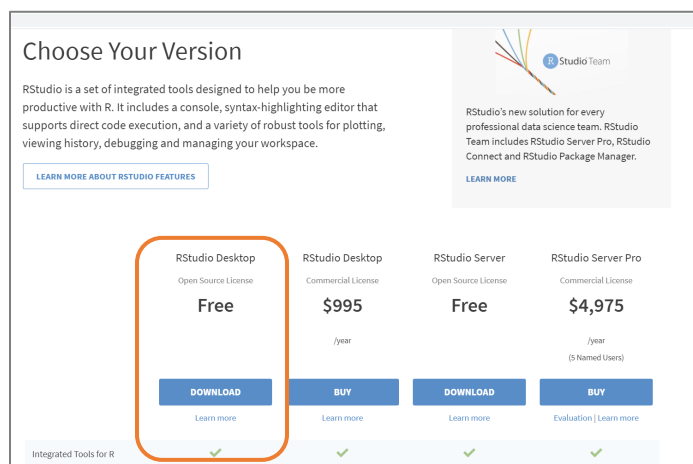 Choose Your Version
RStudio is a set of integrated tools designed to help you be more
productive with R. It includes a console, syntax-highlighting editor that
supports direct code execution, and a variety of robust tools for plotting,
viewing history, debugging and managing your workspace.
LEARN MORE ABOUT RSTUDIO FEATURES
R Studio Team
RStudio's new solution for every
professional data science team. RStudio
Team includes RStudio Server Pro, RStudio
Connect and RStudio Package Manager.
LEARN MORE
RStudio Desktop RStudio Desktop RStudio Server RStudio Server Pro
Open Source License Commercial License Open Source License Commercial License
Free $995 Free $4,975
/year /year
(5 Named Users)
DOWNLOAD BUY DOWNLOAD BUY
Learn more Learn more Learn more Evaluation | Learn more
Integrated Tools for R